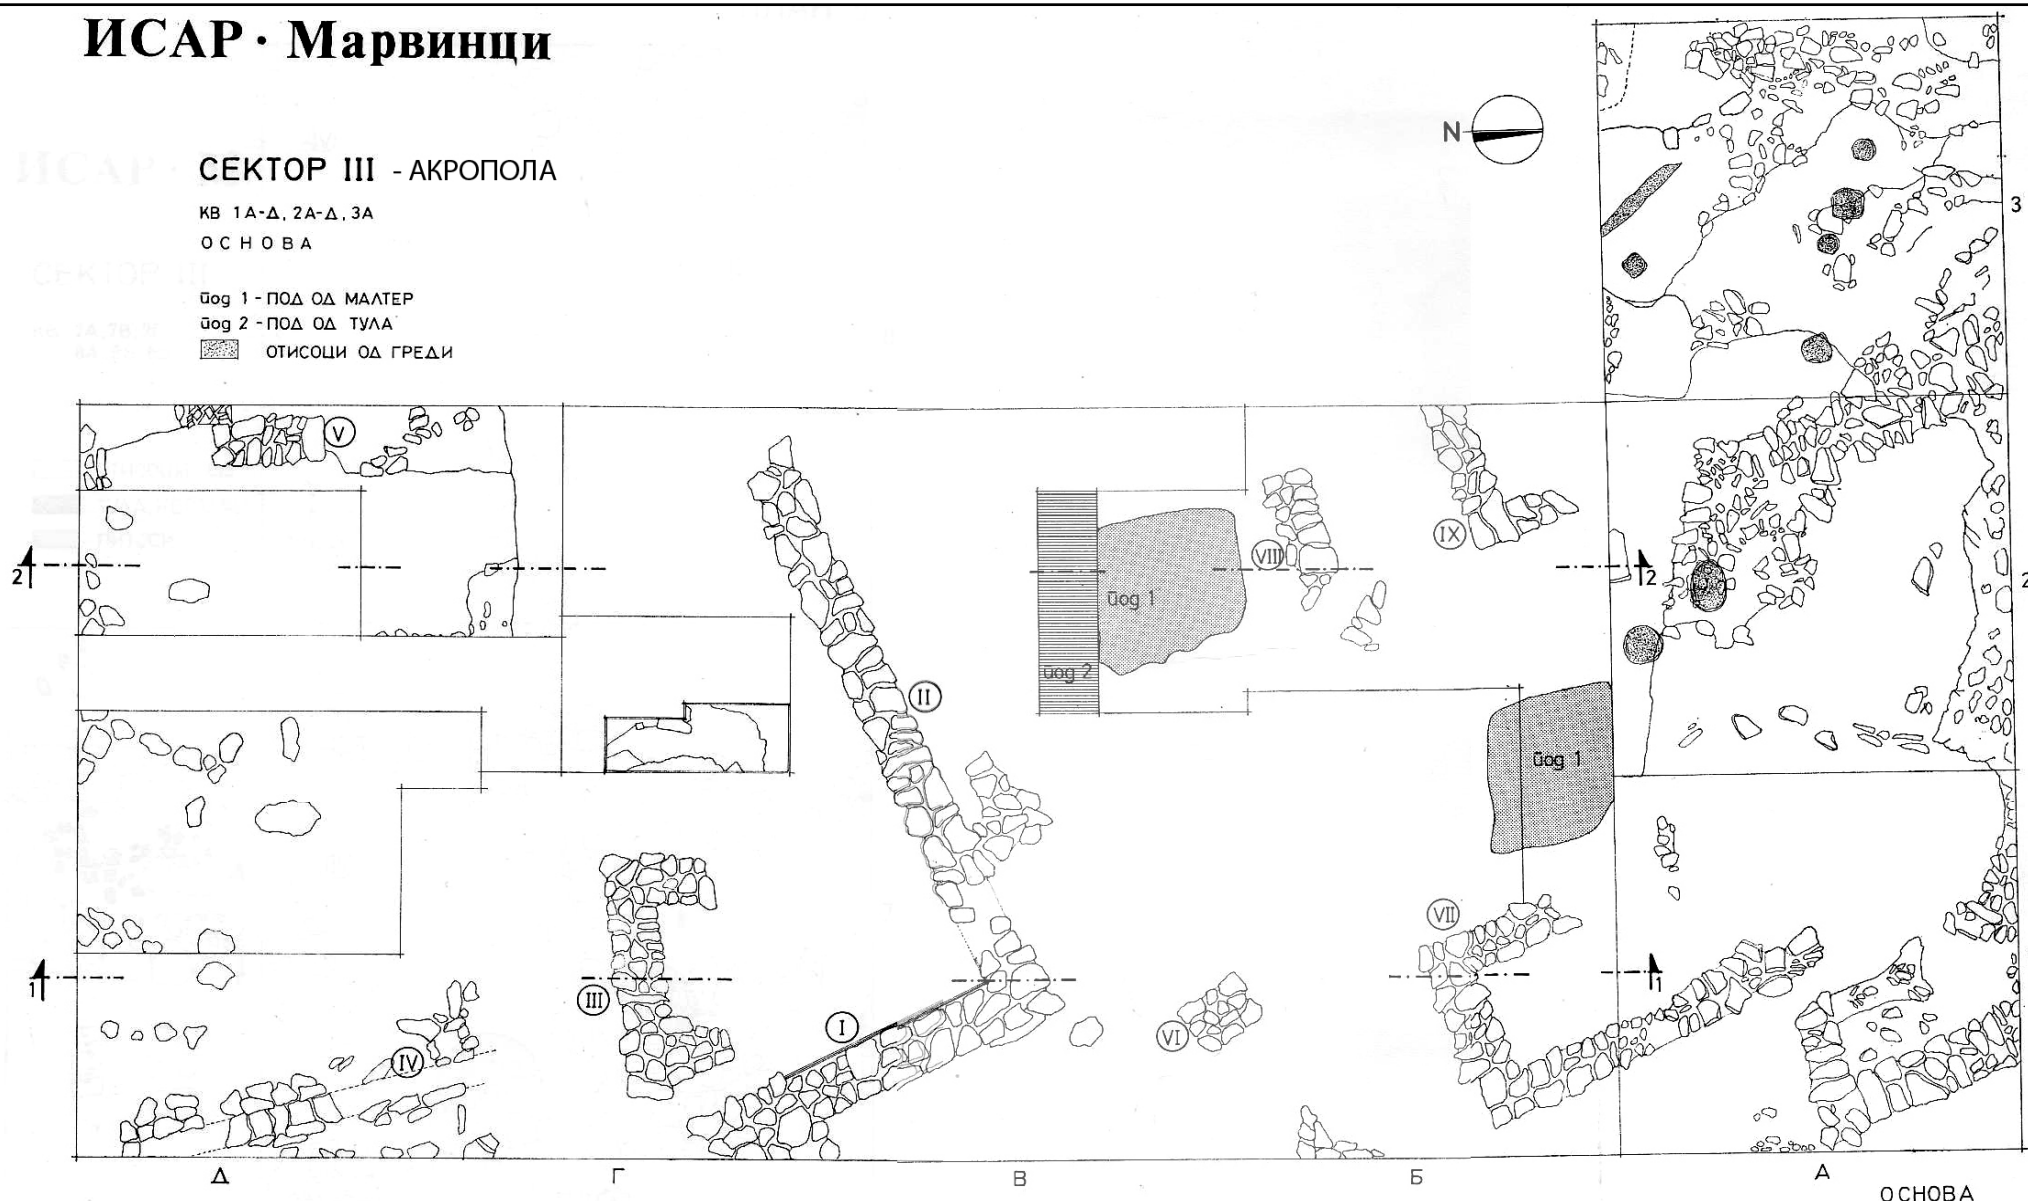 ИСАР · Марвинци
СЕКТОР III - АКРОПОЛА
КВ 1А-Д, 2А-Д, 3А
ОСНОВА
под 1 - ПОД ОД МАЛТЕР
под 2 - ПОД ОД ТУЛА
ОТИСОЦИ ОД ГРЕДИ
N
3
V
IX
VIII
2
2
2
под 1
под 2
II
под 1
VII
1
1
III
I
VI
IV
Д
Г
В
Б
А
ОСНОВА